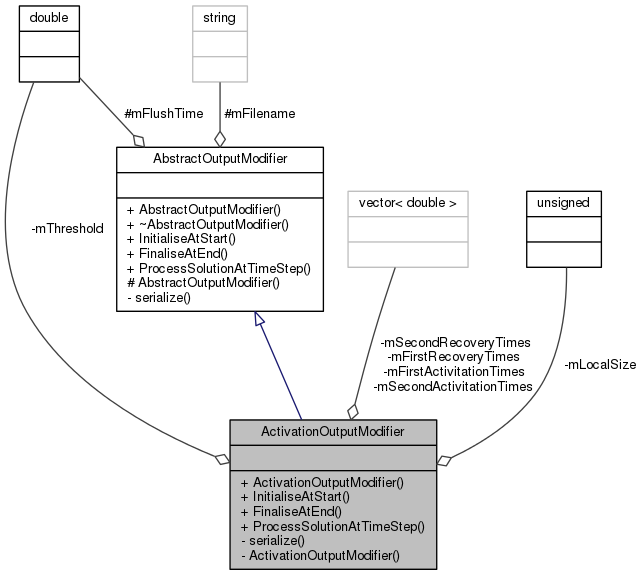 double
string
#mFlushTime
#mFilename
AbstractOutputModifier
+ AbstractOutputModifier()
+ ~AbstractOutputModifier()
+ InitialiseAtStart()
+ FinaliseAtEnd()
+ ProcessSolutionAtTimeStep()
# AbstractOutputModifier()
- serialize()
vector< double >
unsigned
-mThreshold
-mSecondRecoveryTimes
-mFirstRecoveryTimes
-mFirstActivitationTimes
-mSecondActivitationTimes
-mLocalSize
ActivationOutputModifier
+ ActivationOutputModifier()
+ InitialiseAtStart()
+ FinaliseAtEnd()
+ ProcessSolutionAtTimeStep()
- serialize()
- ActivationOutputModifier()